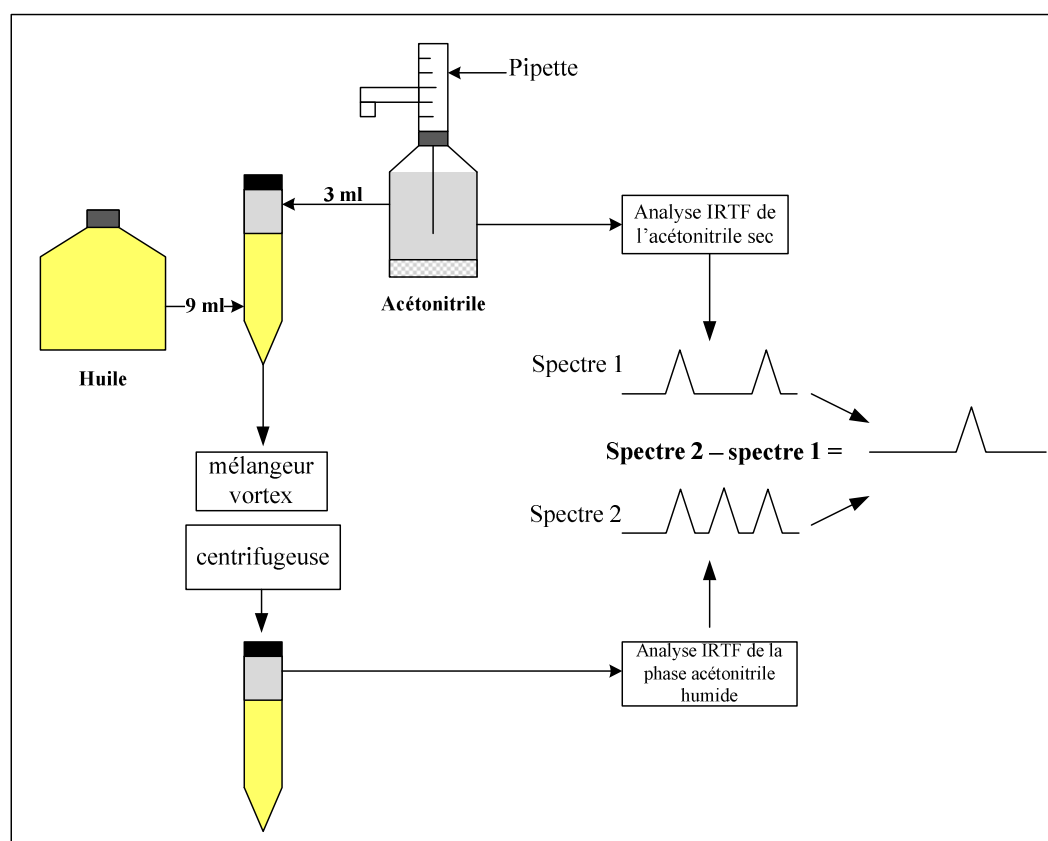 Pipette
3 ml
Analyse IRTF de
l’acétonitrile sec
9 ml
Acétonitrile
Huile
Spectre 1
Spectre 2 – spectre 1 =
mélangeur
vortex
Spectre 2
centrifugeuse
Analyse IRTF de la
phase acétonitrile
humide